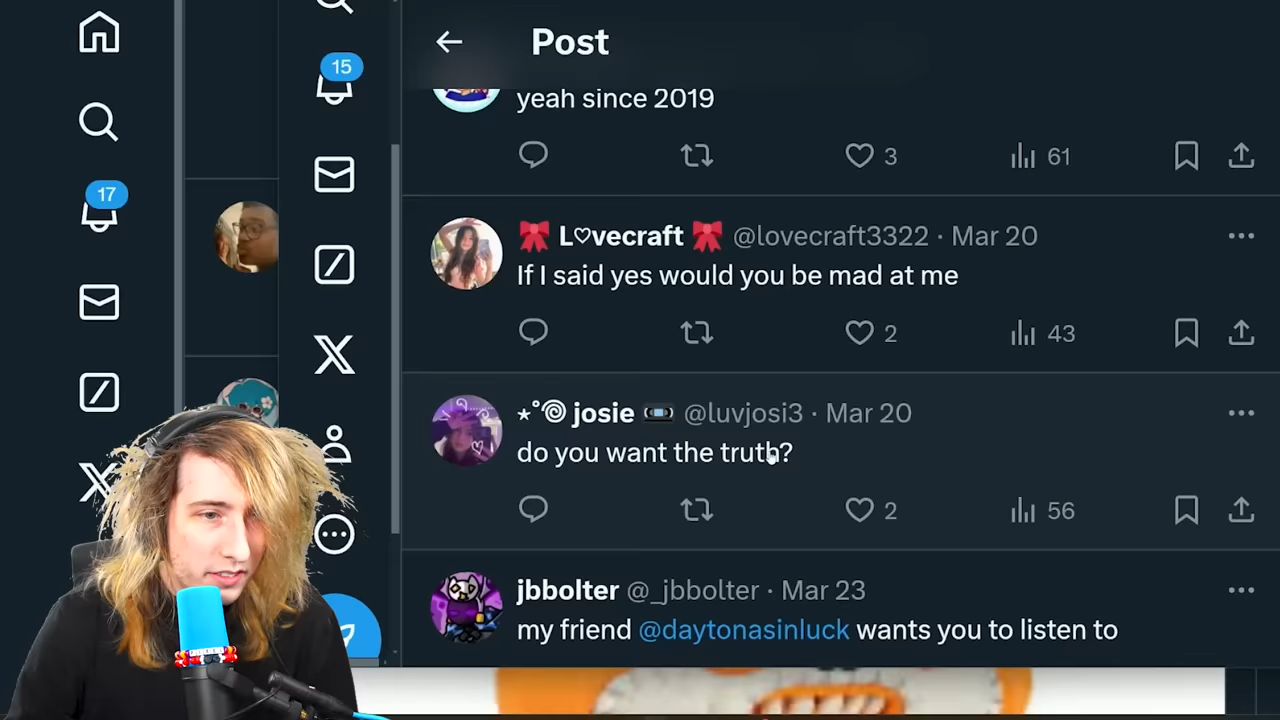 Post
yeah since 2019
3
61
🎀 L♡vecraft 🎀 @lovecraft3322 · Mar 20
If I said yes would you be mad at me
2
43
⋆˚࿔ josie @luvjosi3 · Mar 20
do you want the truth?
2
56
jbbolter @_jbbolter · Mar 23
my friend @daytonasinluck wants you to listen to
15
17